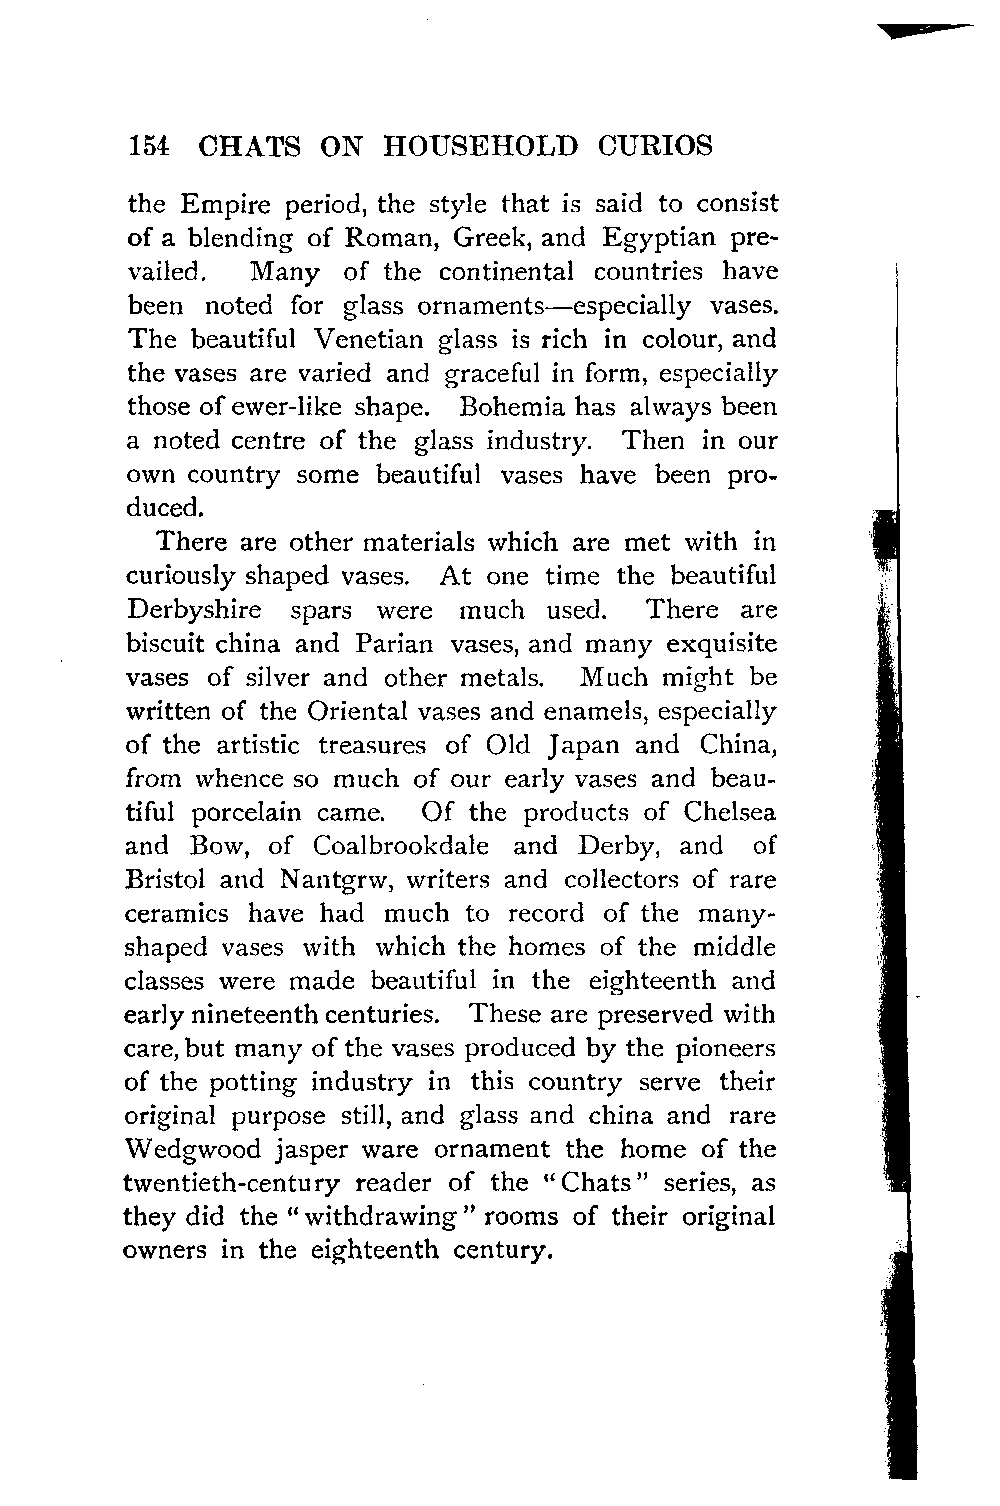 154 CHATS ON HOUSEHOLD CURIOS
the Empire period, the style that is said to consist
of a blending of Roman, Greek, and Egyptian pre-
vailed. Many of the continental countries have
been noted for glass ornaments—especially vases.
The beautiful Venetian glass is rich in colour, and
the vases are varied and graceful in form, especially
those of ewer-like shape. Bohemia has always been
a noted centre of the glass industry. Then in our
own country some beautiful vases have been pro-
duced.
There are other materials which are met with in
curiously shaped vases. At one time the beautiful
Derbyshire spars were much used. There are
biscuit china and Parian vases, and many exquisite
vases of silver and other metals. Much might be
written of the Oriental vases and enamels, especially
of the artistic treasures of Old Japan and China,
from whence so much of our early vases and beau-
tiful porcelain came. Of the products of Chelsea
and Bow, of Coalbrookdale and Derby, and of
Bristol and Nantgrw, writers and collectors of rare
ceramics have had much to record of the many-
shaped vases with which the homes of the middle
classes were made beautiful in the eighteenth and
early nineteenth centuries. These are preserved with
care, but many of the vases produced by the pioneers
of the potting industry in this country serve their
original purpose still, and glass and china and rare
Wedgwood jasper ware ornament the home of the
twentieth-century reader of the "Chats" series, as
they did the "withdrawing" rooms of their original
owners in the eighteenth century.